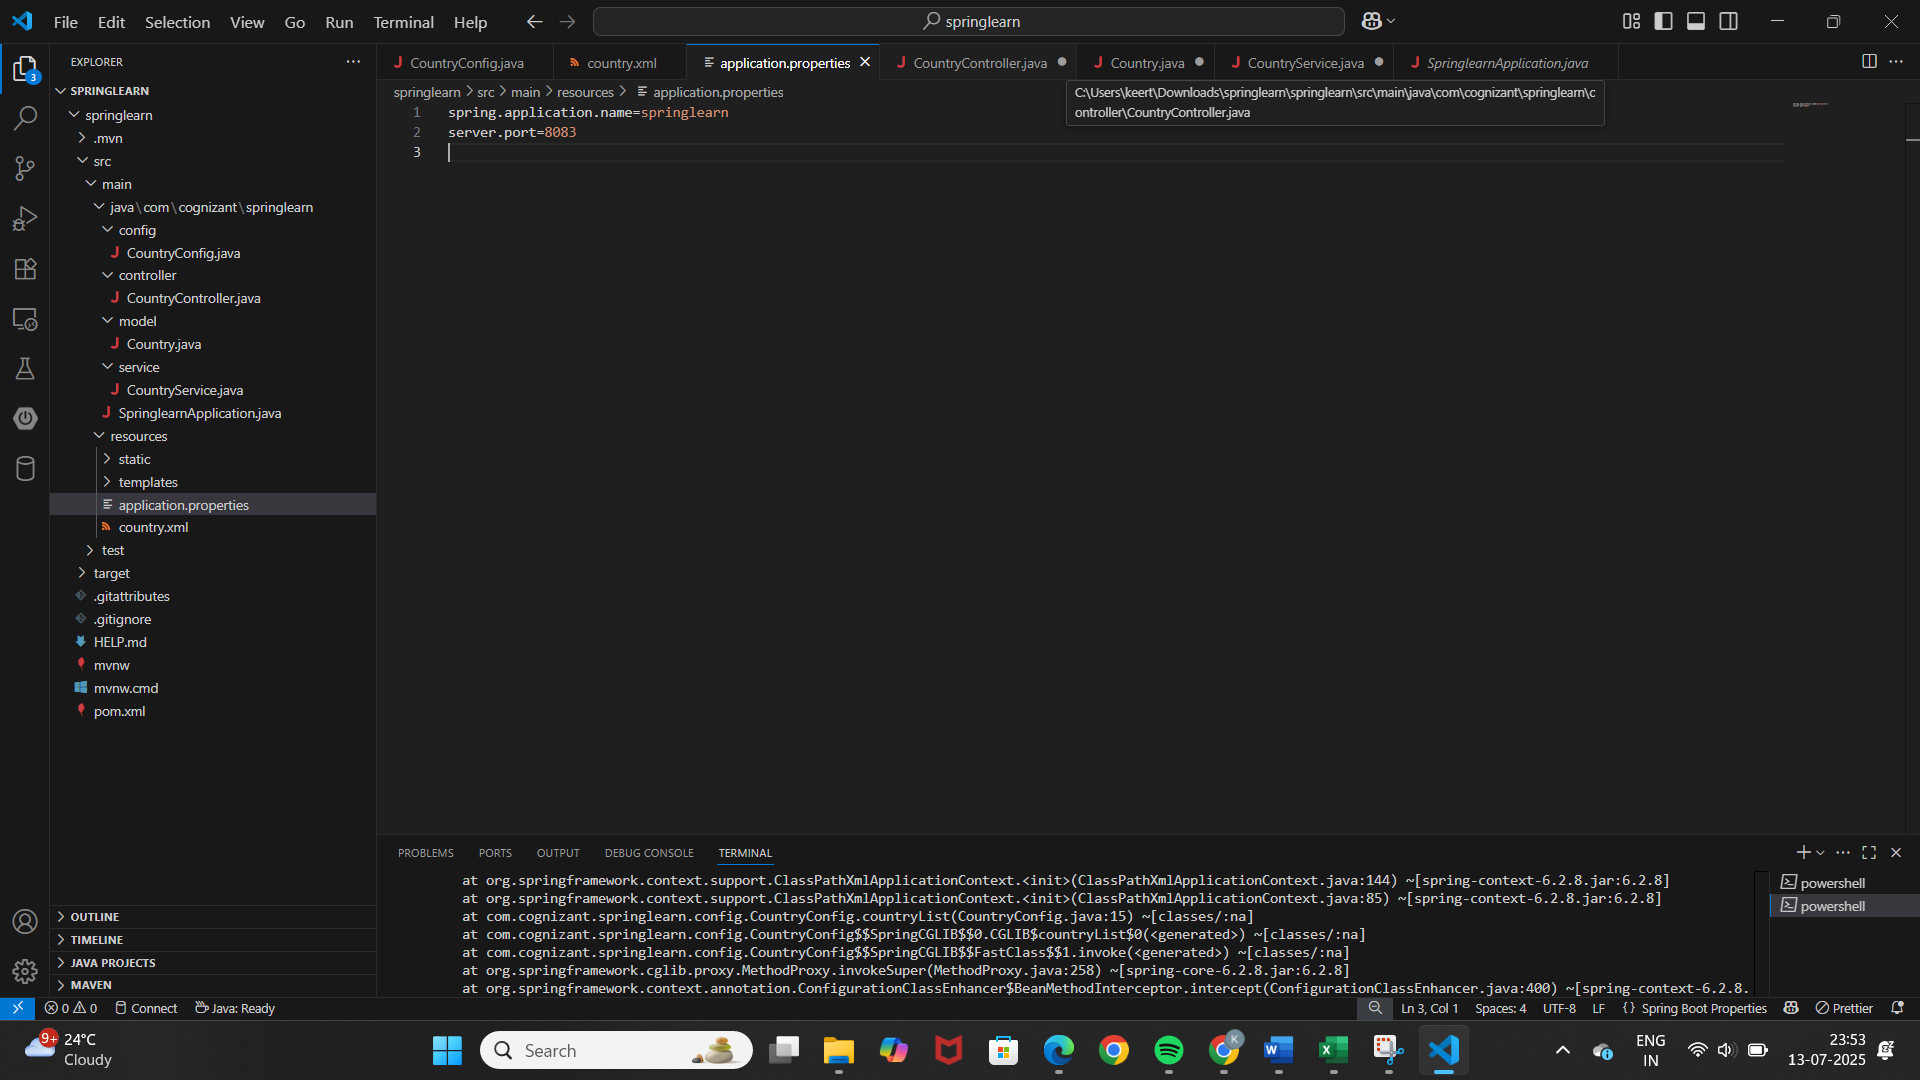 File Edit Selection View Go Run Terminal Help
springlearn
EXPLORER
SPRINGLEARN
springlearn
.mvn
src
main
java\com\cognizant\springlearn
config
CountryConfig.java
controller
CountryController.java
model
Country.java
service
CountryService.java
SpringlearnApplication.java
resources
static
templates
application.properties
country.xml
test
target
.gitattributes
.gitignore
HELP.md
mvnw
mvnw.cmd
pom.xml
OUTLINE
TIMELINE
JAVA PROJECTS
MAVEN
3
CountryConfig.java country.xml application.properties CountryController.java Country.java CountryService.java SpringlearnApplication.java
springlearn > src > main > resources > application.properties
C:\Users\keert\Downloads\springlearn\springlearn\src\main\java\com\cognizant\springlearn\c
ontroller\CountryController.java
1 spring.application.name=springlearn
2 server.port=8083
3
PROBLEMS PORTS OUTPUT DEBUG CONSOLE TERMINAL
at org.springframework.context.support.ClassPathXmlApplicationContext.<init>(ClassPathXmlApplicationContext.java:144) ~[spring-context-6.2.8.jar:6.2.8]
at org.springframework.context.support.ClassPathXmlApplicationContext.<init>(ClassPathXmlApplicationContext.java:85) ~[spring-context-6.2.8.jar:6.2.8]
at com.cognizant.springlearn.config.CountryConfig.countryList(CountryConfig.java:15) ~[classes/:na]
at com.cognizant.springlearn.config.CountryConfig$$SpringCGLIB$$0.CGLIB$countryList$0(<generated>) ~[classes/:na]
at com.cognizant.springlearn.config.CountryConfig$$SpringCGLIB$$FastClass$$1.invoke(<generated>) ~[classes/:na]
at org.springframework.cglib.proxy.MethodProxy.invokeSuper(MethodProxy.java:258) ~[spring-core-6.2.8.jar:6.2.8]
at org.springframework.context.annotation.ConfigurationClassEnhancer$BeanMethodInterceptor.intercept(ConfigurationClassEnhancer.java:400) ~[spring-context-6.2.8.
powershell
powershell
0 0 Connect Java: Ready
Ln 3, Col 1 Spaces: 4 UTF-8 LF {} Spring Boot Properties Prettier
9+
24°C
Cloudy
Search
K
ENG
IN
23:53
13-07-2025